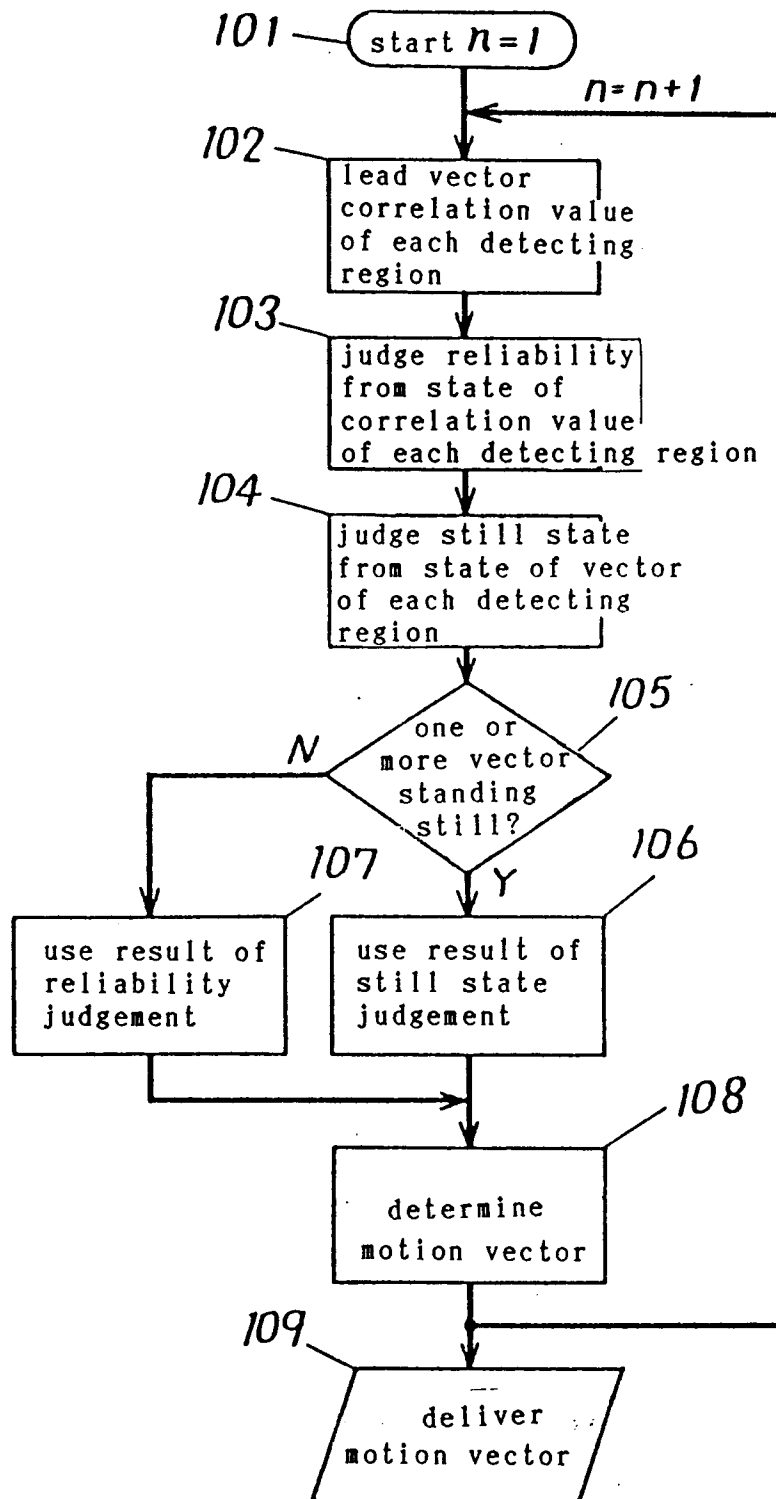 101
start n=1
n=n+1
102
lead vector
correlation value
of each detecting
region
103
judge reliability
from state of
correlation value
of each detecting region
104
judge still state
from state of vector
of each detecting
region
105
one or
more vector
standing
still?
N
Y
107
use result of
reliability
judgement
106
use result of
still state
judgement
108
determine
motion vector
109
deliver
motion vector